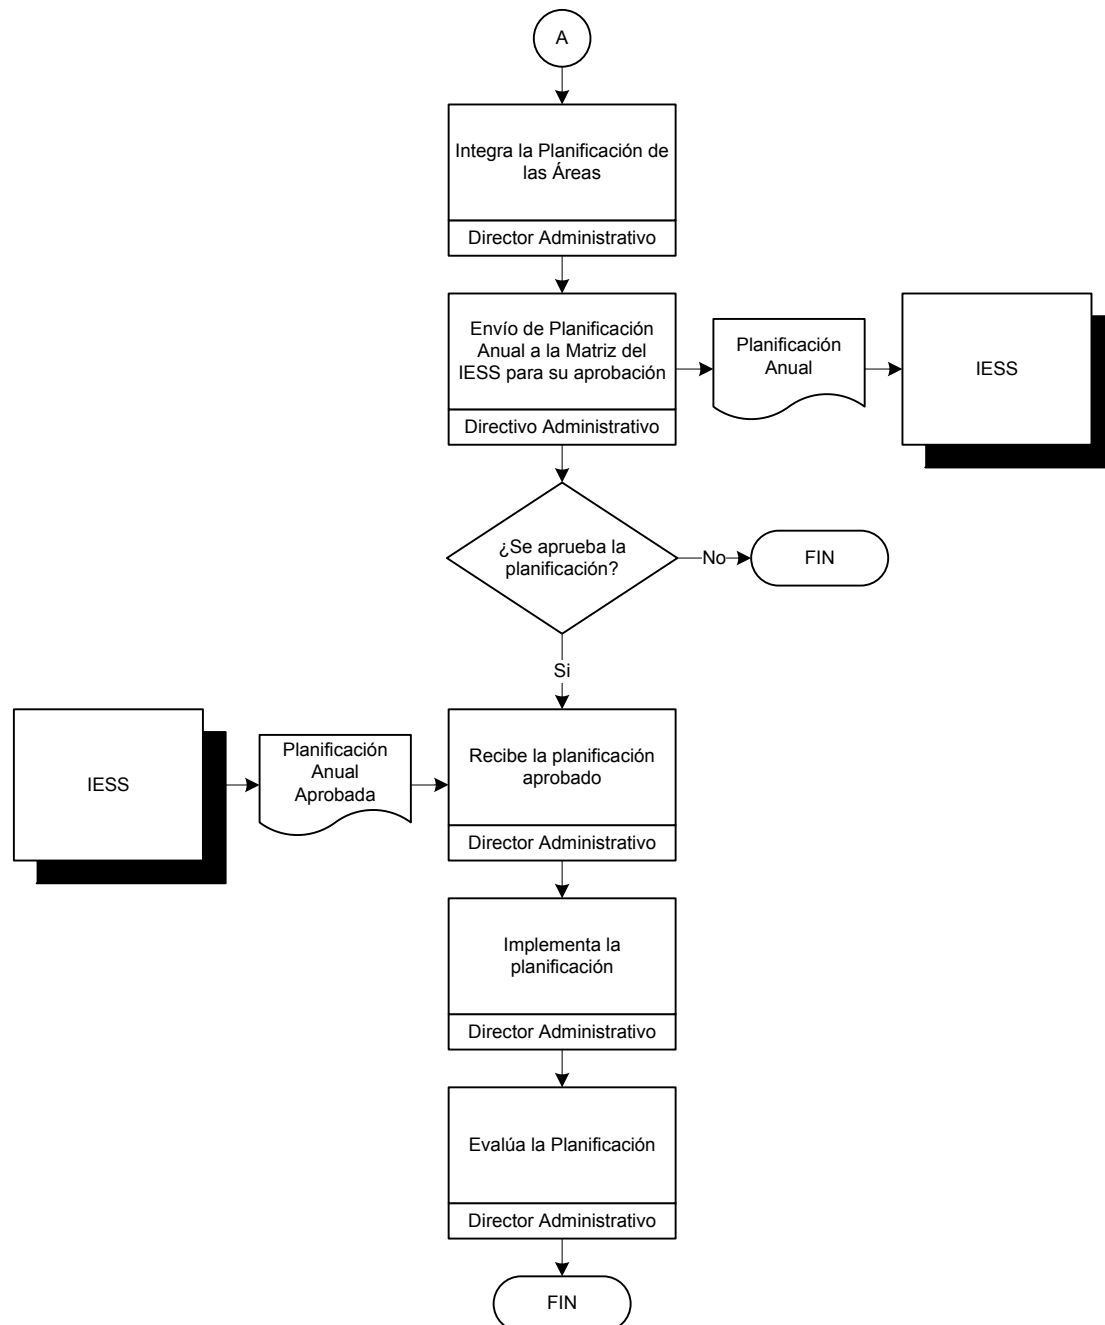 A
Integra la Planificación de
las Áreas
Director Administrativo
Envío de Planificación
Anual a la Matriz del
IESS para su aprobación
Directivo Administrativo
Planificación
Anual
IESS
¿Se aprueba la
planificación?
No
FIN
Si
IESS
Planificación
Anual
Aprobada
Recibe la planificación
aprobado
Director Administrativo
Implementa la
planificación
Director Administrativo
Evalúa la Planificación
Director Administrativo
FIN